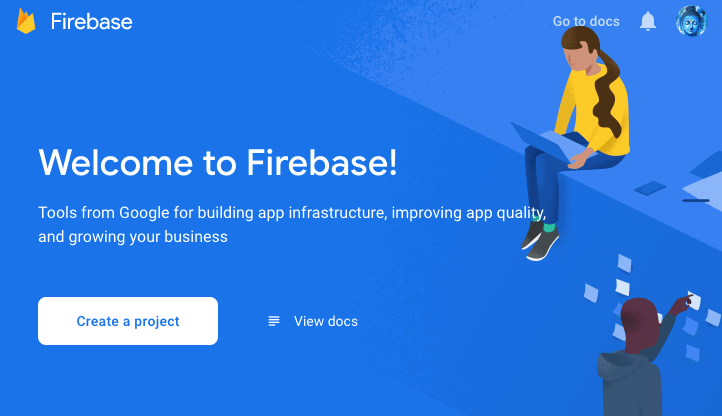 Firebase
Go to docs
Welcome to Firebase!
Tools from Google for building app infrastructure, improving app quality,
and growing your business
Create a project
View docs